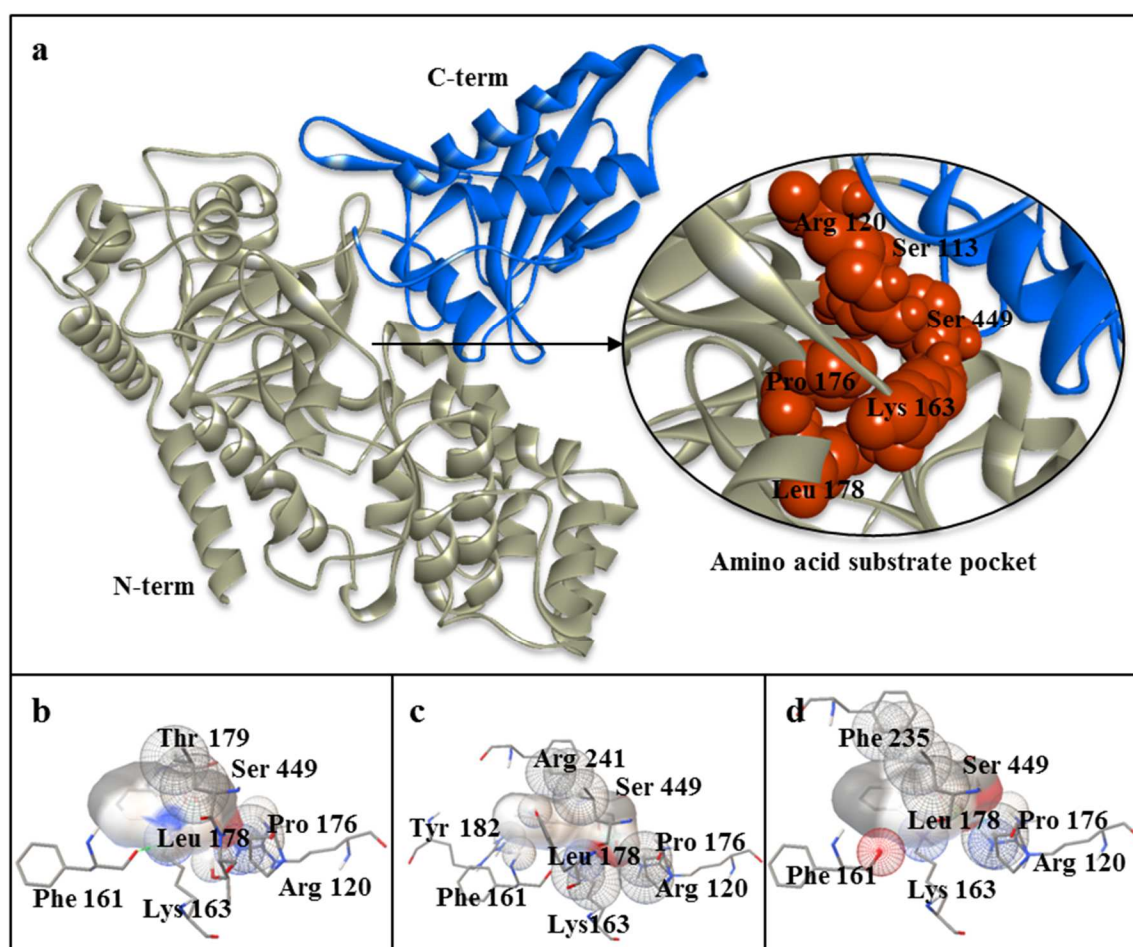 a
C-term
N-term
Arg 120
Ser 113
Ser 449
Pro 176
Lys 163
Leu 178
Amino acid substrate pocket
b
Thr 179
Ser 449
Leu 178
Pro 176
Phe 161
Arg 120
Lys 163
c
Arg 241
Ser 449
Tyr 182
Leu 178
Pro 176
Phe 161
Arg 120
Lys163
d
Phe 235
Ser 449
Leu 178
Pro 176
Phe 161
Arg 120
Lys 163